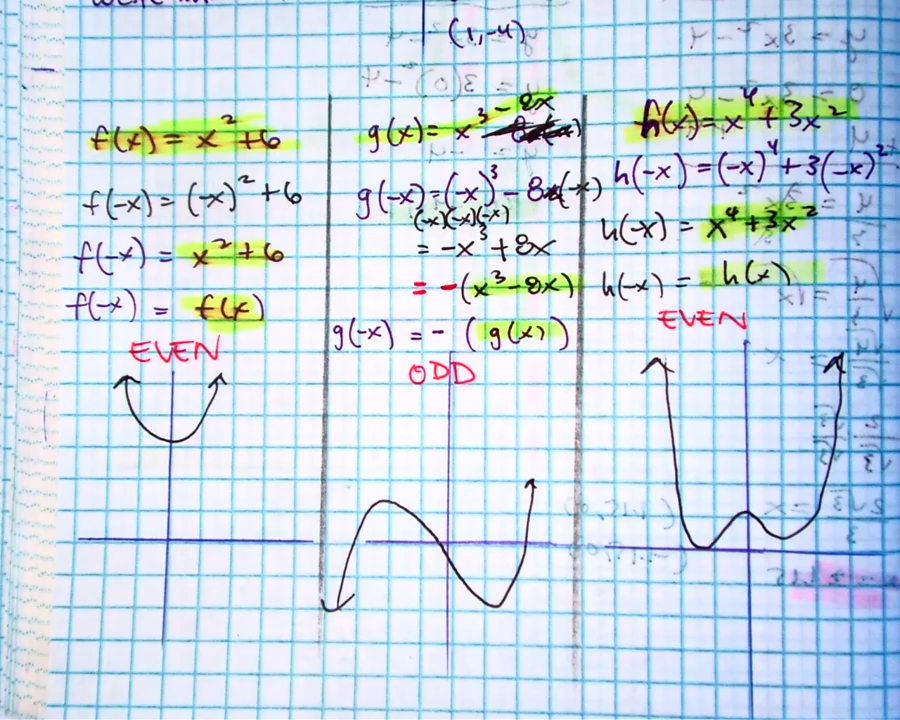 (1,-4)
f(x) = x² + 6
f(-x) = (-x)² + 6
f(-x) = x² + 6
f(-x) = f(x)
EVEN
g(x) = x³ - 8x
g(-x) = (-x)³ - 8(-x)
(-x)(-x)(-x)
= -x³ + 8x
= -(x³ - 8x)
g(-x) = - (g(x))
ODD
h(x) = x⁴ + 3x²
h(-x) = (-x)⁴ + 3(-x)²
h(-x) = x⁴ + 3x²
h(-x) = h(x)
EVEN